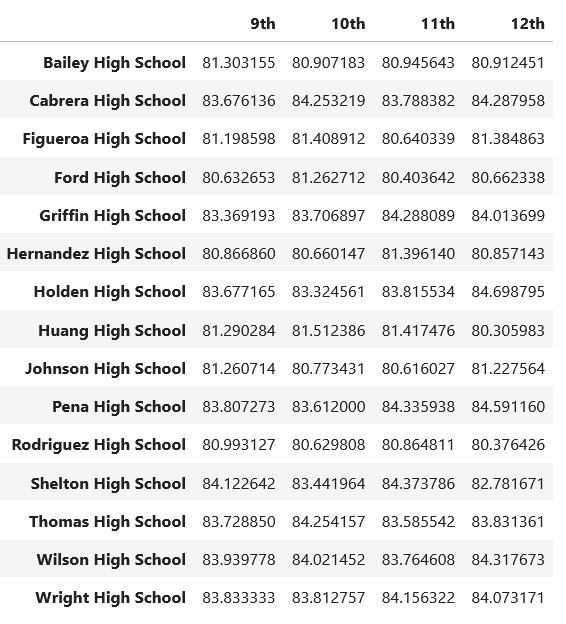 9th 10th 11th 12th
Bailey High School 81.303155 80.907183 80.945643 80.912451
Cabrera High School 83.676136 84.253219 83.788382 84.287958
Figueroa High School 81.198598 81.408912 80.640339 81.384863
Ford High School 80.632653 81.262712 80.403642 80.662338
Griffin High School 83.369193 83.706897 84.288089 84.013699
Hernandez High School 80.866860 80.660147 81.396140 80.857143
Holden High School 83.677165 83.324561 83.815534 84.698795
Huang High School 81.290284 81.512386 81.417476 80.305983
Johnson High School 81.260714 80.773431 80.616027 81.227564
Pena High School 83.807273 83.612000 84.335938 84.591160
Rodriguez High School 80.993127 80.629808 80.864811 80.376426
Shelton High School 84.122642 83.441964 84.373786 82.781671
Thomas High School 83.728850 84.254157 83.585542 83.831361
Wilson High School 83.939778 84.021452 83.764608 84.317673
Wright High School 83.833333 83.812757 84.156322 84.073171